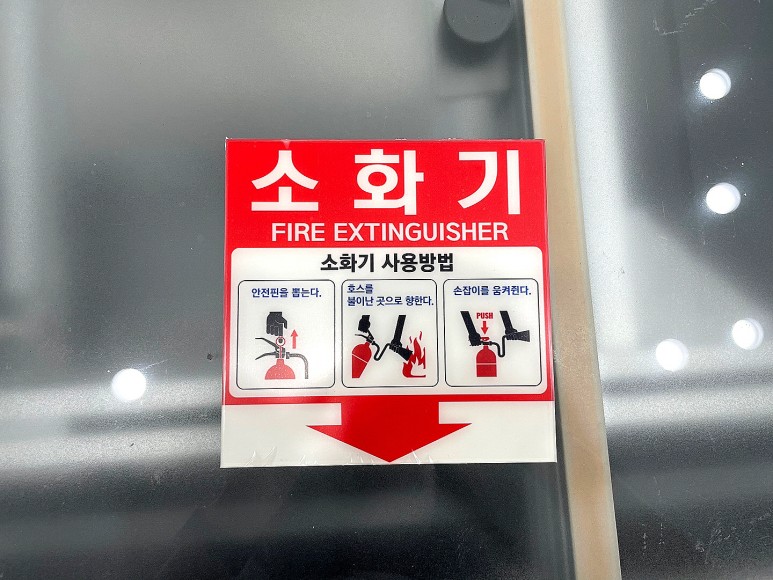 소화기
FIRE EXTINGUISHER
소화기 사용방법
안전핀을 뽑는다.
호스를
불이난 곳으로 향한다.
손잡이를 움켜쥔다.
PUSH